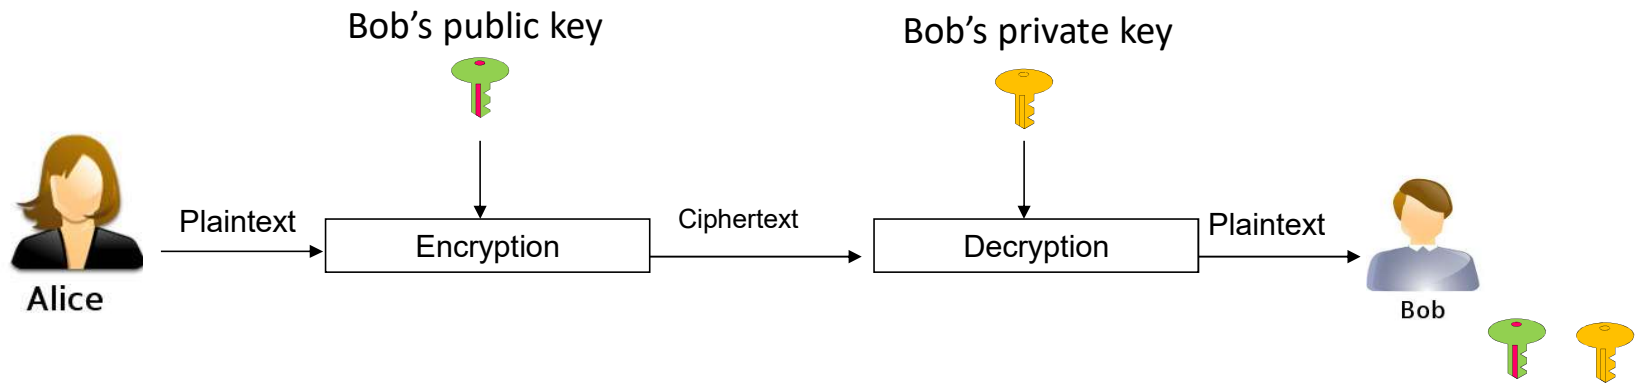 Bob’s public key
Bob’s private key
Plaintext
Encryption
Ciphertext
Decryption
Plaintext
Alice
Bob